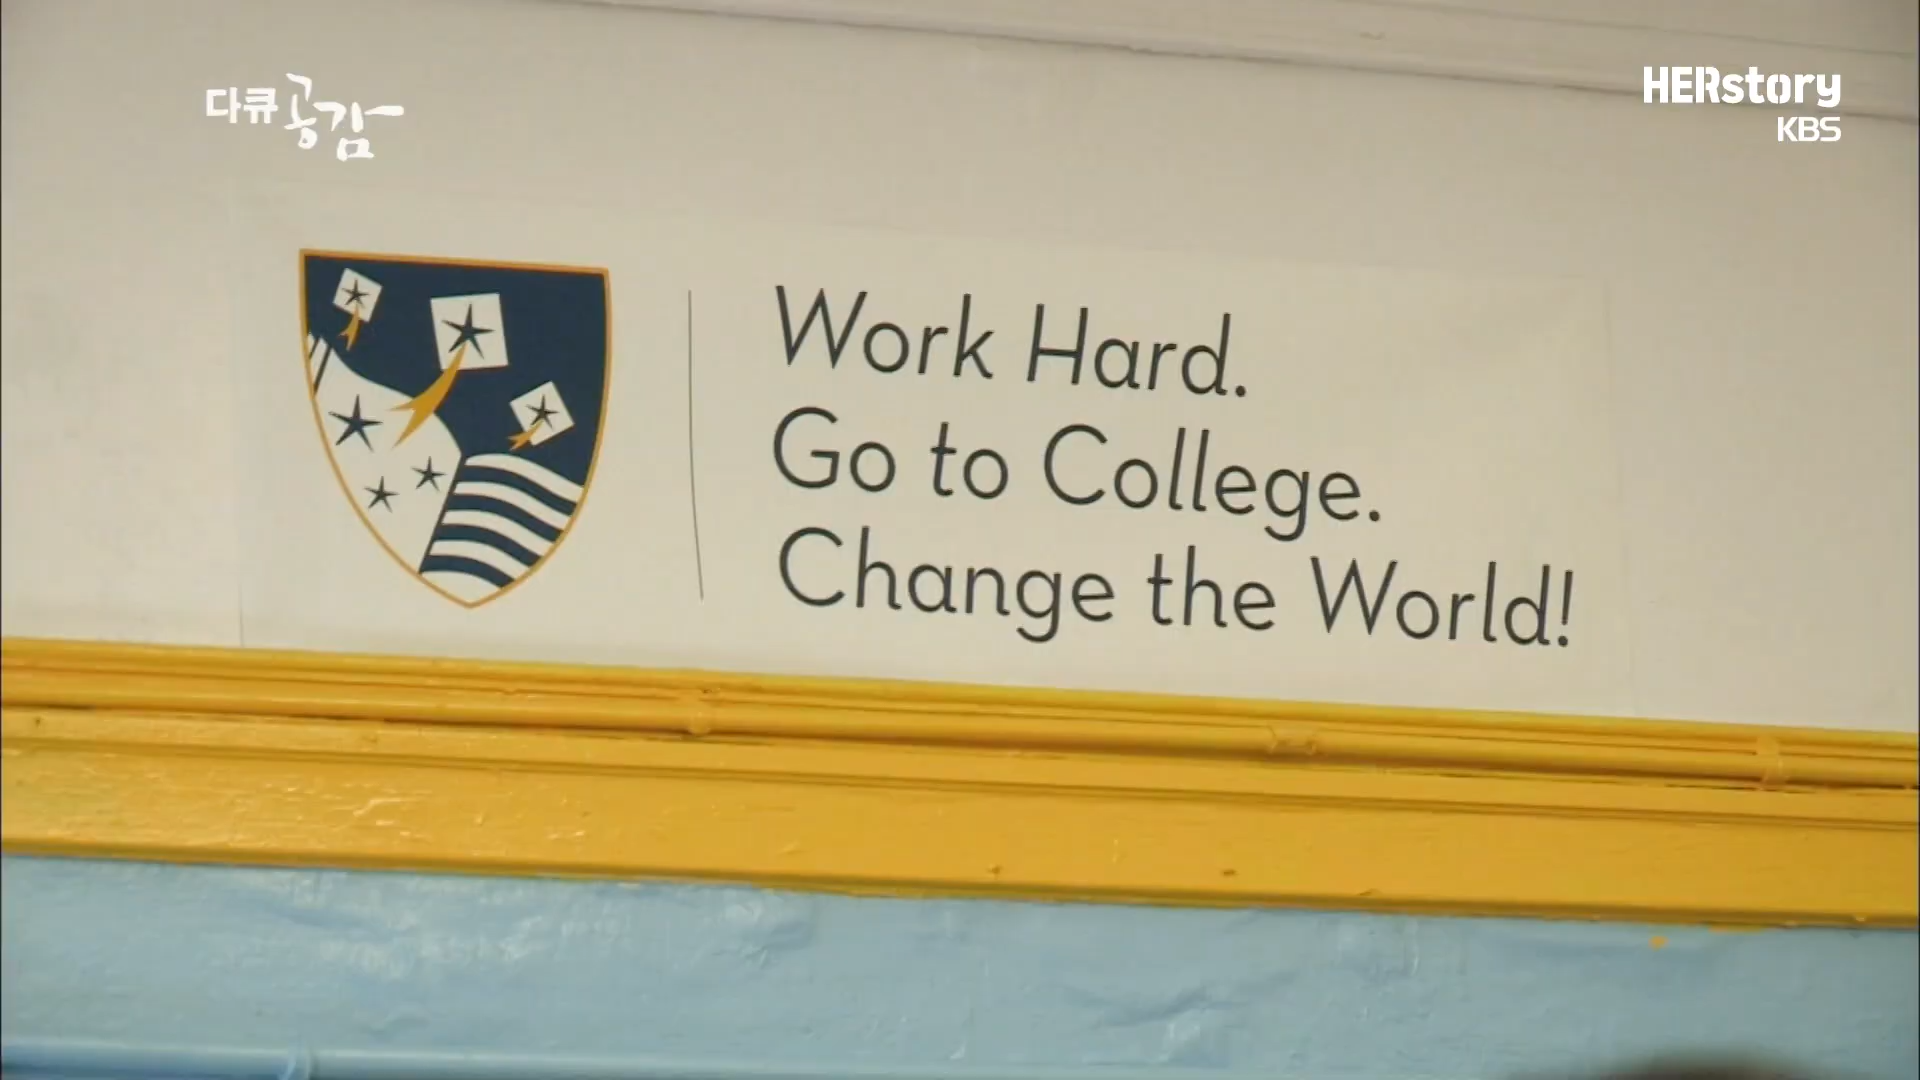 다큐 공감
HERstory
KBS
Work Hard.
Go to College.
Change the World!